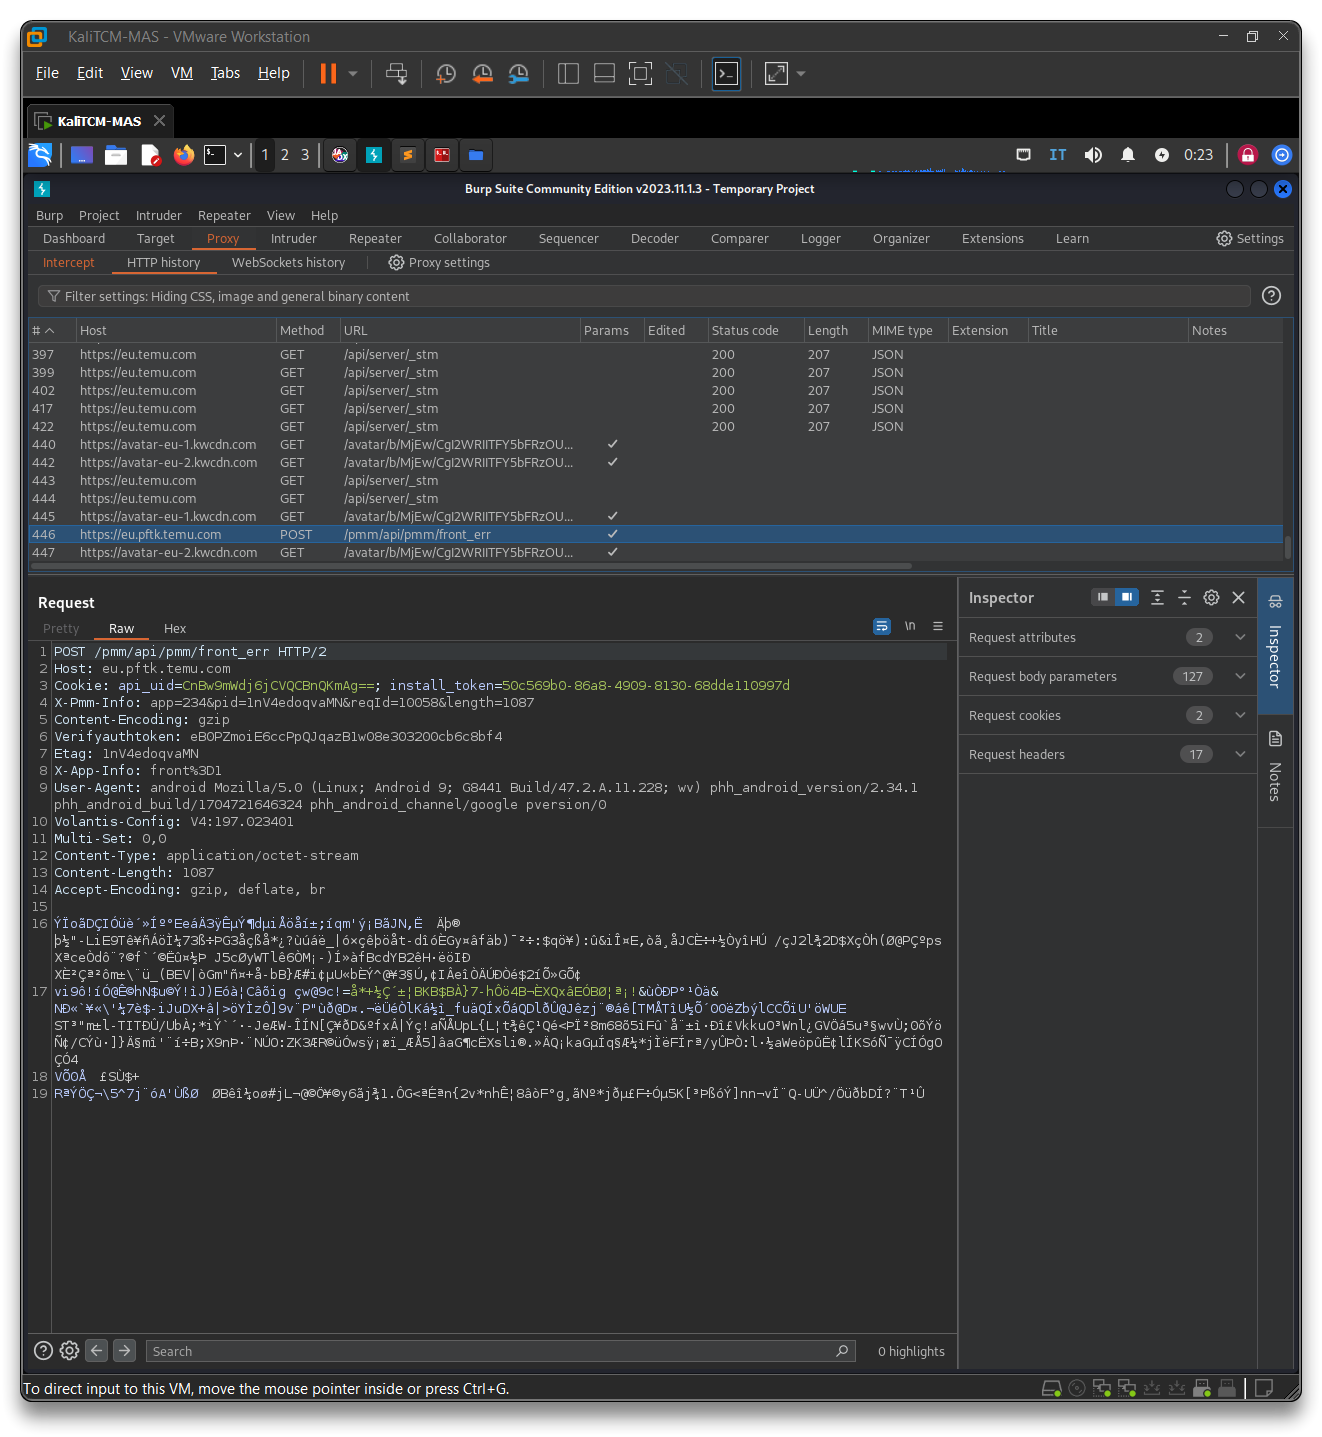 KaliTCM-MAS - VMware Workstation
File Edit View VM Tabs Help
KaliTCM-MAS
1 2 3 IT 0:23
Burp Suite Community Edition v2023.11.1.3 - Temporary Project
Burp Project Intruder Repeater View Help
Dashboard Target Proxy Intruder Repeater Collaborator Sequencer Decoder Comparer Logger Organizer Extensions Learn Settings
Intercept HTTP history WebSockets history Proxy settings
Filter settings: Hiding CSS, image and general binary content
# Host Method URL Params Edited Status code Length MIME type Extension Title Notes
397 https://eu.temu.com GET /api/server/_stm 200 207 JSON
399 https://eu.temu.com GET /api/server/_stm 200 207 JSON
402 https://eu.temu.com GET /api/server/_stm 200 207 JSON
417 https://eu.temu.com GET /api/server/_stm 200 207 JSON
422 https://eu.temu.com GET /api/server/_stm 200 207 JSON
440 https://avatar-eu-1.kwcdn.com GET /avatar/b/MjEw/CgI2WRIITFY5bFRzOU... ✓
442 https://avatar-eu-2.kwcdn.com GET /avatar/b/MjEw/CgI2WRIITFY5bFRzOU... ✓
443 https://eu.temu.com GET /api/server/_stm
444 https://eu.temu.com GET /api/server/_stm
445 https://avatar-eu-1.kwcdn.com GET /avatar/b/MjEw/CgI2WRIITFY5bFRzOU... ✓
446 https://eu.pftk.temu.com POST /pmm/api/pmm/front_err ✓
447 https://avatar-eu-2.kwcdn.com GET /avatar/b/MjEw/CgI2WRIITFY5bFRzOU... ✓
Request
Pretty Raw Hex \n
1 POST /pmm/api/pmm/front_err HTTP/2
2 Host: eu.pftk.temu.com
3 Cookie: api_uid=CnBw9mWdj6jCVQCBnQKmAg==; install_token=50c569b0-86a8-4909-8130-68dde110997d
4 X-Pmm-Info: app=234&pid=1nV4edoqvaMN&reqId=10058&length=1087
5 Content-Encoding: gzip
6 Verifyauthtoken: eB0PZmoiE6ccPpQJqazB1w08e303200cb6c8bf4
7 Etag: 1nV4edoqvaMN
8 X-App-Info: front%3D1
9 User-Agent: android Mozilla/5.0 (Linux; Android 9; G8441 Build/47.2.A.11.228; wv) phh_android_version/2.34.1
phh_android_build/1704721646324 phh_android_channel/google pversion/0
10 Volantis-Config: V4:197.023401
11 Multi-Set: 0,0
12 Content-Type: application/octet-stream
13 Content-Length: 1087
14 Accept-Encoding: gzip, deflate, br
15
16
17
18
19
Inspector
Request attributes 2
Request body parameters 127
Request cookies 2
Request headers 17
Inspector
Notes
Search 0 highlights
To direct input to this VM, move the mouse pointer inside or press Ctrl+G.